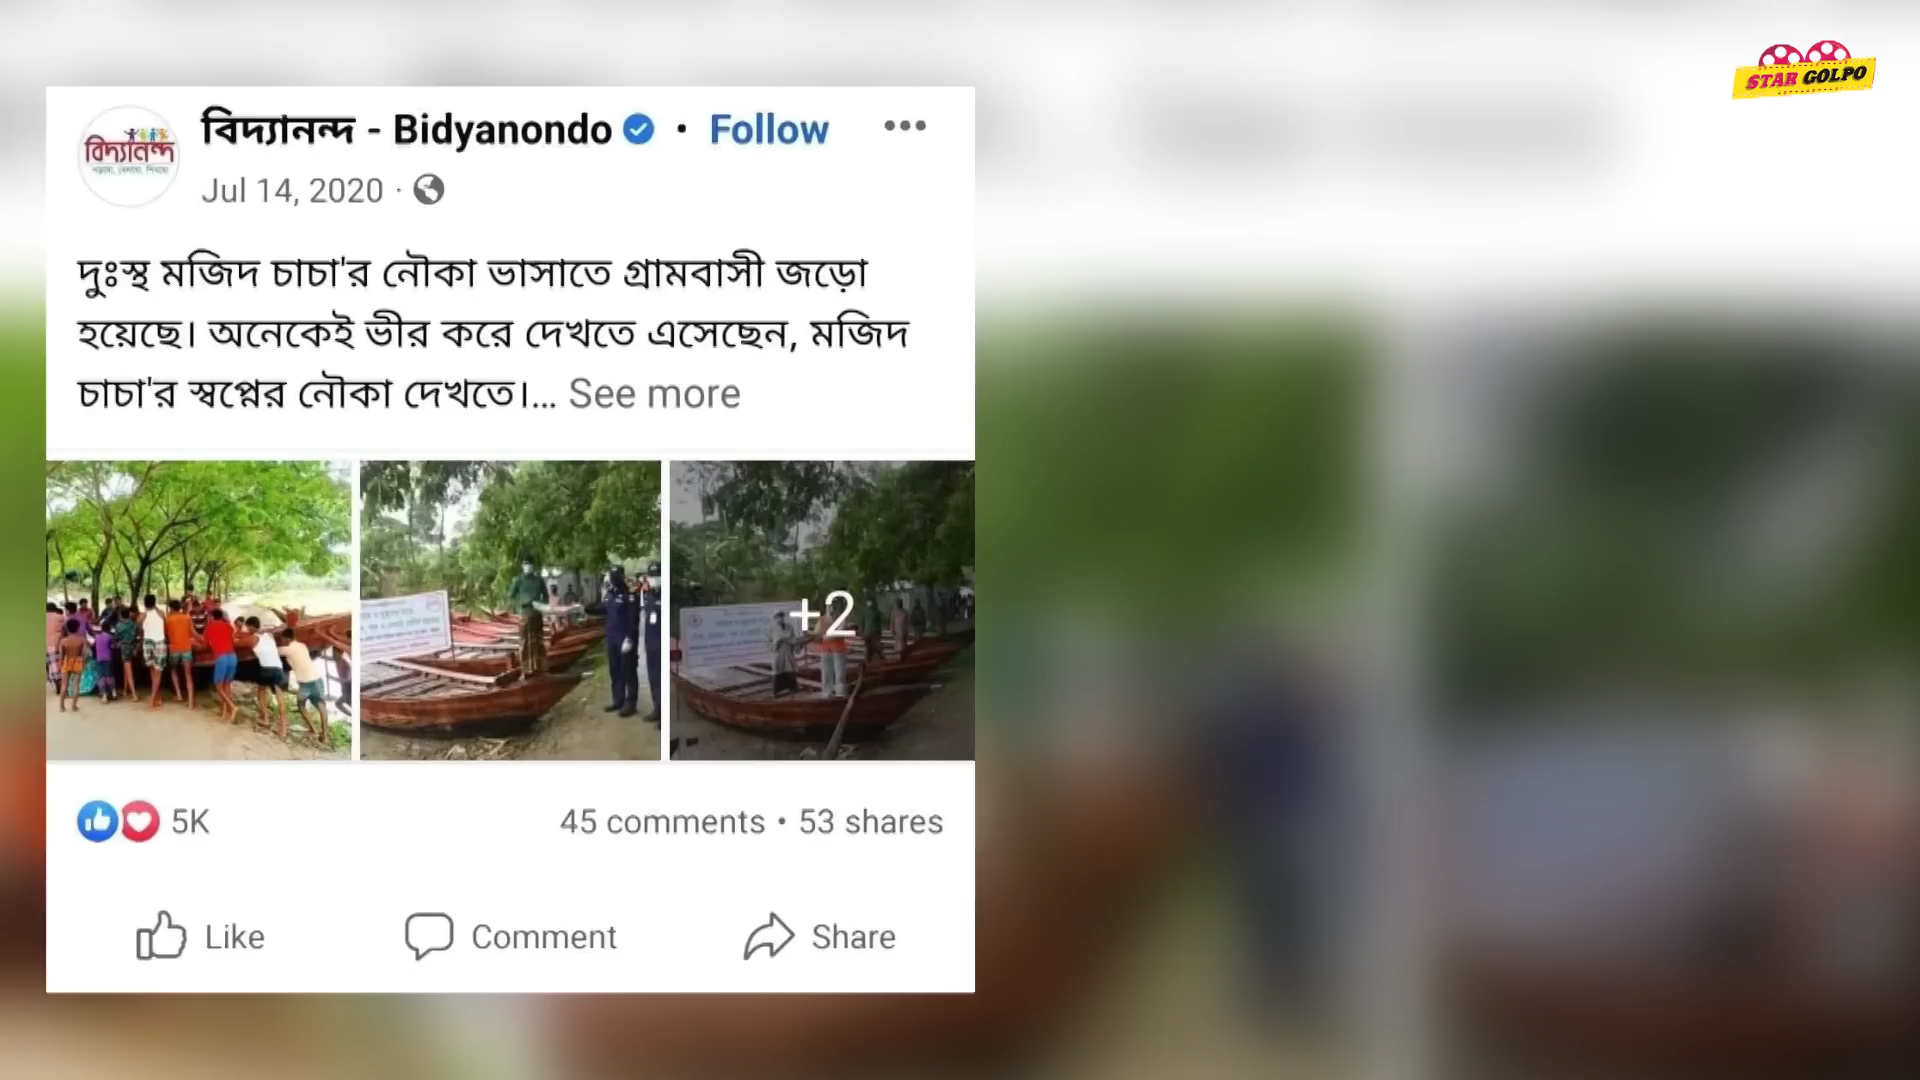 STAR GOLPO
বিদ্যানন্দ
বিদ্যানন্দ - Bidyanondo · Follow
Jul 14, 2020 ·
দুঃস্থ মজিদ চাচা'র নৌকা ভাসাতে গ্রামবাসী জড়ো
হয়েছে। অনেকেই ভীর করে দেখতে এসেছেন, মজিদ
চাচা'র স্বপ্নের নৌকা দেখতে।... See more
+2
5K
45 comments • 53 shares
Like
Comment
Share